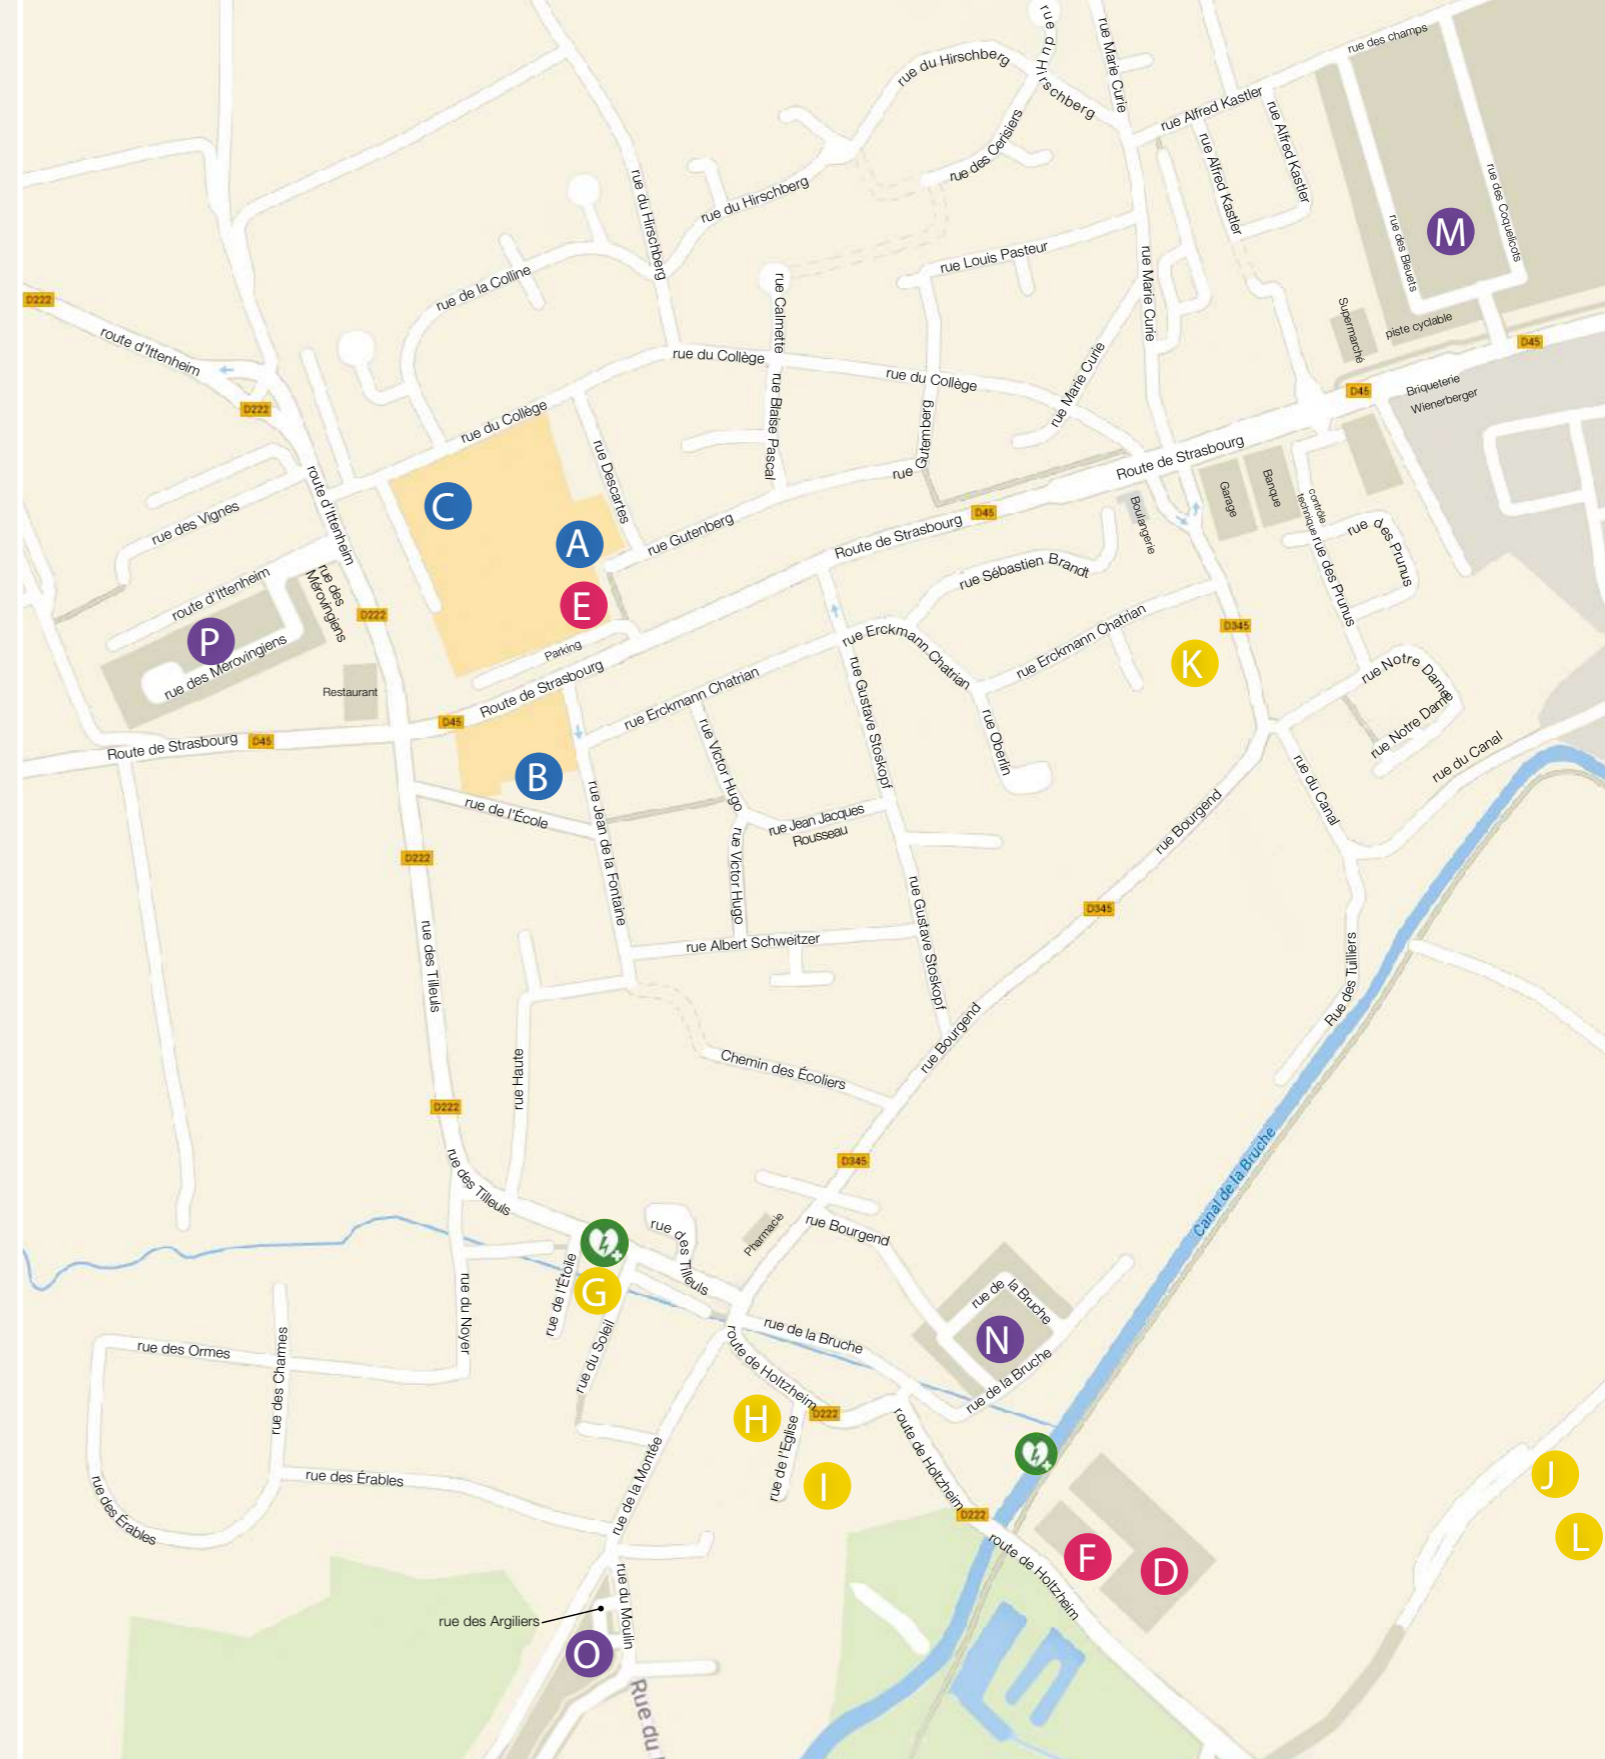 rue du Hirschberg
rue Marie Curie
rue des champs
rue du Hirschberg
rue Alfred Kastler
rue des Cerisiers
rue Alfred Kastler
rue Alfred Kastler
rue du Hirschberg
rue du Hirschberg
rue des Coquelicots
rue des Bleuets
M
rue Louis Pasteur
rue Marie Curie
rue de la Colline
rue Calmette
D222
route d'Ittenheim
Supermarché
piste cyclable
D45
rue du Collège
rue du Collège
rue Marie Curie
D45
Briqueterie
Wienerberger
D222
rue du Collège
rue Blaise Pascal
rue Gutemberg
rue Descartes
Route de Strasbourg
route d'Ittenheim
C
Garage
Banque
contrôle
technique
Boulangerie
rue des Vignes
D45
rue Gutenberg
Route de Strasbourg
A
rue des Prunus
rue des Prunus
rue Sébastien Brandt
route d'Ittenheim
rue des
Mérovingiens
E
D222
rue Erckmann Chatrian
rue Erckmann Chatrian
D345
P
rue des Mérovingiens
Parking
K
Restaurant
Route de Strasbourg
rue Erckmann Chatrian
rue Gustave Stoskopf
rue Notre Dame
rue Notre Dame
D45
Route de Strasbourg
D45
rue Victor Hugo
rue Oberlin
rue du Canal
rue du Canal
B
rue de l'École
rue Jean de la Fontaine
rue Jean Jacques
Rousseau
rue Victor Hugo
rue Bourgend
D222
rue Gustave Stoskopf
D345
rue des Tilleuls
rue Albert Schweitzer
Rue des Tuiliers
rue Haute
Chemin des Écoliers
rue Bourgend
D222
D345
rue des Tilleuls
Canal de la Bruche
rue des Tilleuls
Pharmacie
rue Bourgend
rue de l'Étoile
G
rue du Noyer
rue de la Bruche
rue de la Bruche
N
rue des Ormes
rue des Charmes
rue du Soleil
route de Holtzheim
rue de la Bruche
H
D222
rue de l'Eglise
route de Holtzheim
rue des Érables
rue des Érables
rue de la Montée
I
J
D222
L
route de Holtzheim
F
D
rue du Moulin
rue des Argiliers
O
Rue du